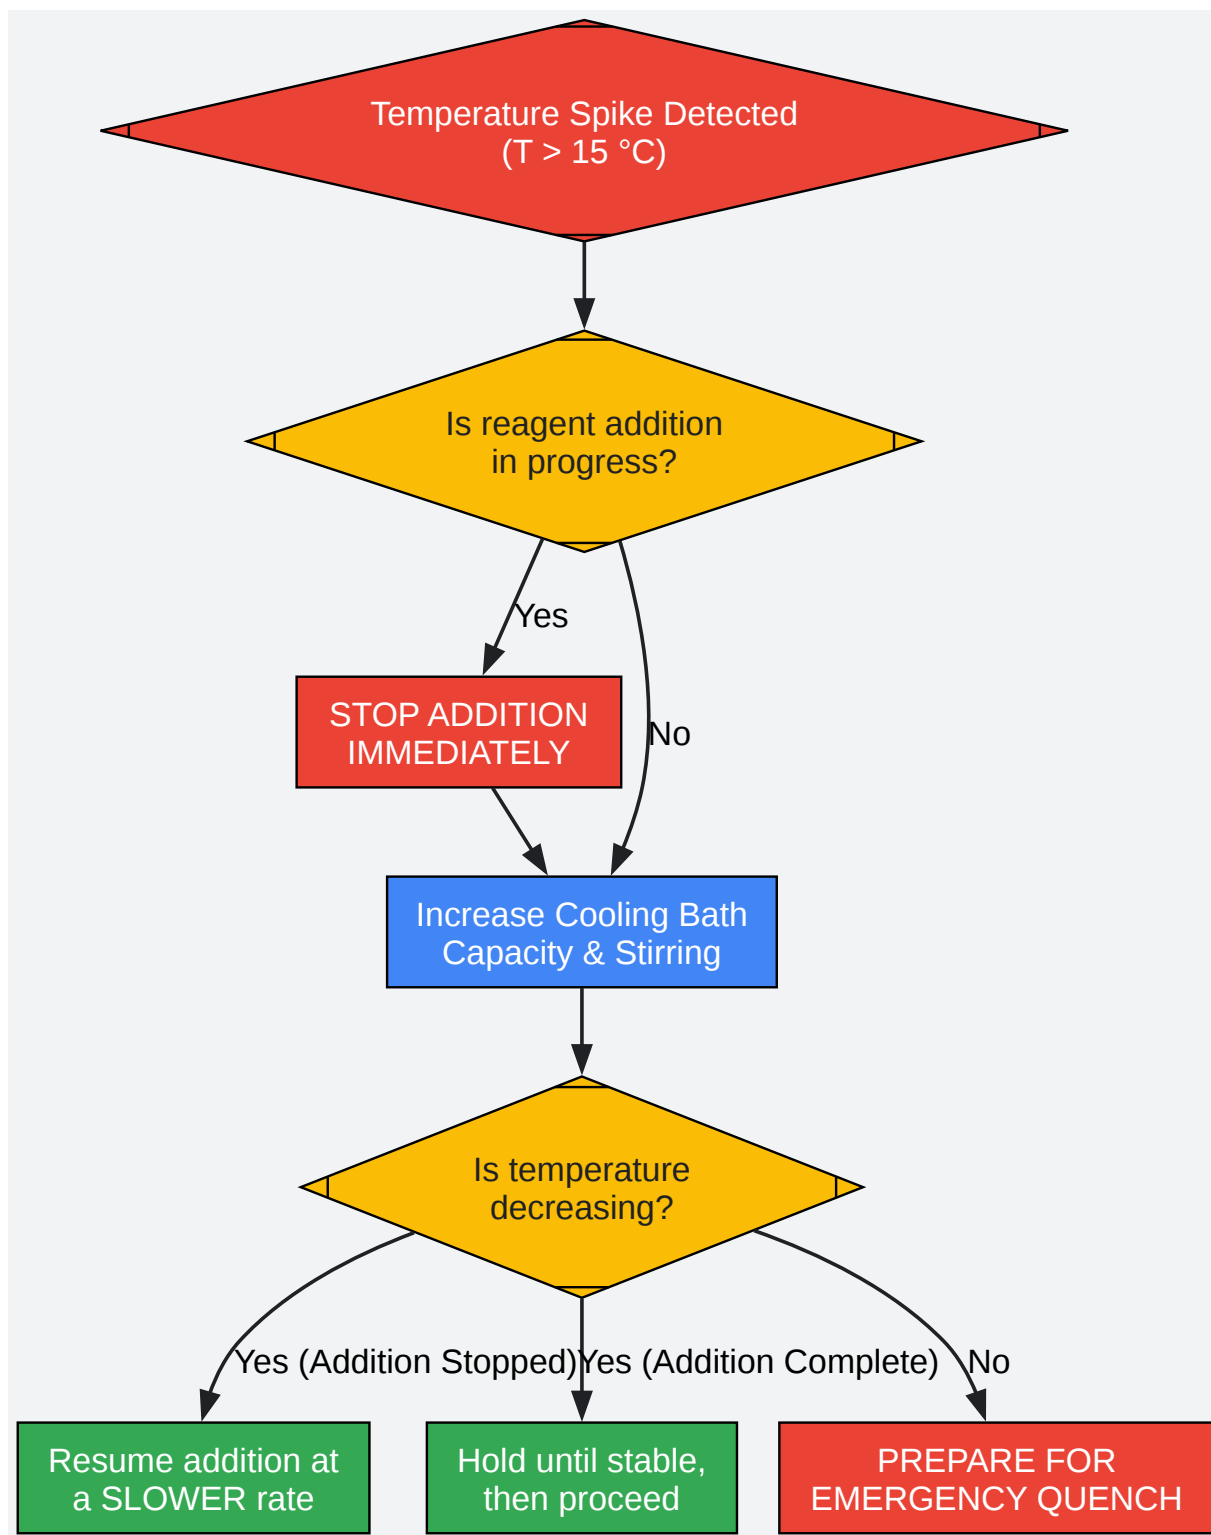 Temperature Spike Detected
(T > 15 °C)
Is reagent addition
in progress?
Yes
STOP ADDITION
IMMEDIATELY
No
Increase Cooling Bath
Capacity & Stirring
Is temperature
decreasing?
Yes (Addition Stopped)
Yes (Addition Complete)
No
Resume addition at
a SLOWER rate
Hold until stable,
then proceed
PREPARE FOR
EMERGENCY QUENCH